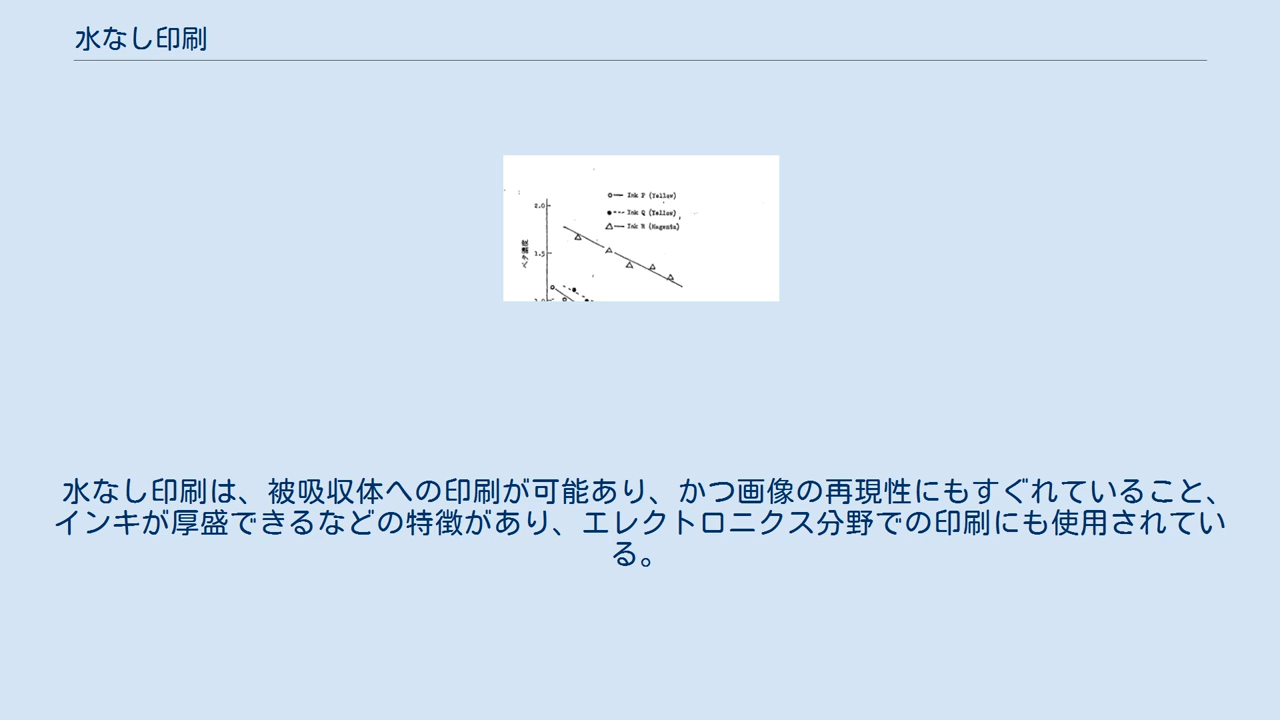 水なし印刷
Ink P (Yellow)
2.0
Ink Q (Yellow)
Ink R (Magenta)
ベタ濃度
1.5
水なし印刷は、被吸収体への印刷が可能あり、かつ画像の再現性にもすぐれていること、
インキが厚盛できるなどの特徴があり、エレクトロニクス分野での印刷にも使用されてい
る。